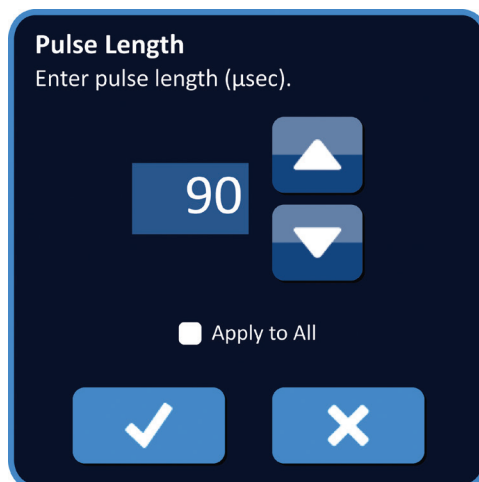 Pulse Length
Enter pulse length (μsec).
90
Apply to All